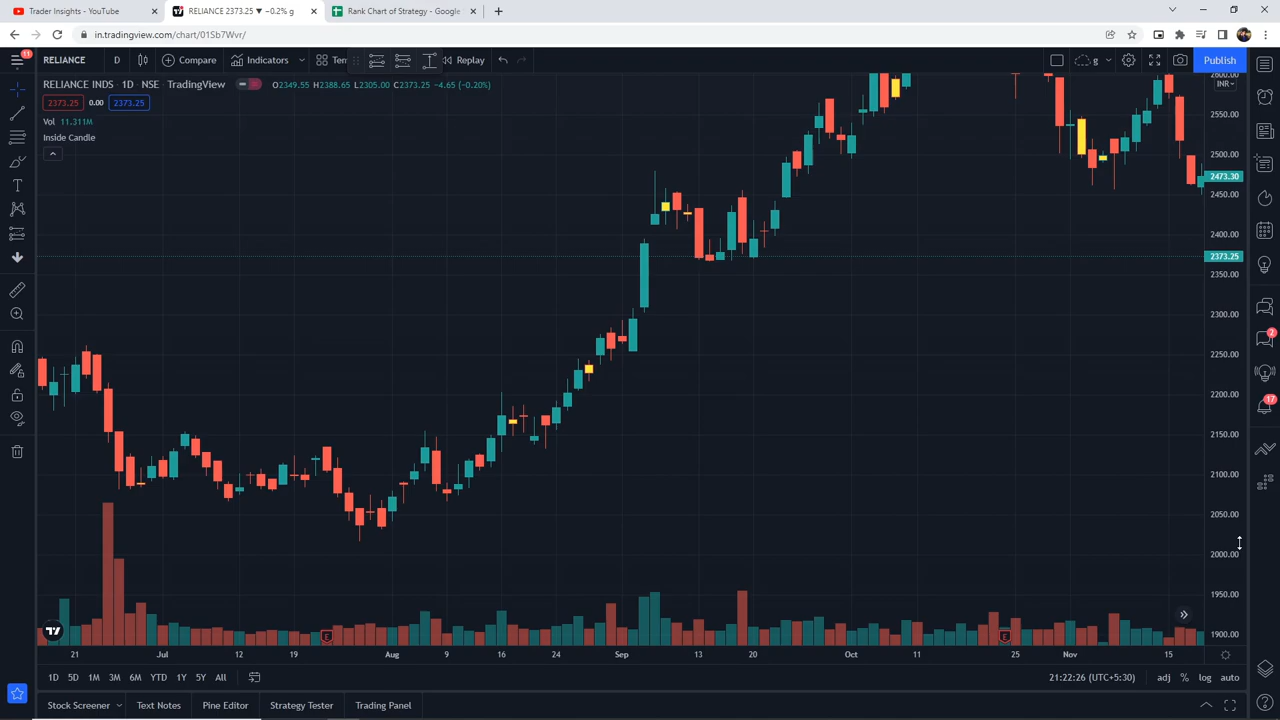 Trader Insights - YouTube
RELIANCE 2373.25 ▼ −0.2% g
Rank Chart of Strategy - Google
in.tradingview.com/chart/01Sb7Wvr/
11
RELIANCE
D
Compare
Indicators
Tem
Replay
g
Publish
RELIANCE INDS · 1D · NSE TradingView
O2349.55 H2388.65 L2305.00 C2373.25 −4.65 (−0.20%)
2373.25 0.00 2373.25
Vol 11.311M
Inside Candle
2600.00
INR
2550.00
2500.00
2473.30
2450.00
2400.00
2373.25
2350.00
2300.00
2250.00
2200.00
2150.00
2100.00
2050.00
2000.00
1950.00
1900.00
2
17
E
E
21 Jul 12 19 Aug 9 16 24 Sep 13 20 Oct 11 25 Nov 15
1D 5D 1M 3M 6M YTD 1Y 5Y All
21:22:26 (UTC+5:30) adj % log auto
Stock Screener Text Notes Pine Editor Strategy Tester Trading Panel